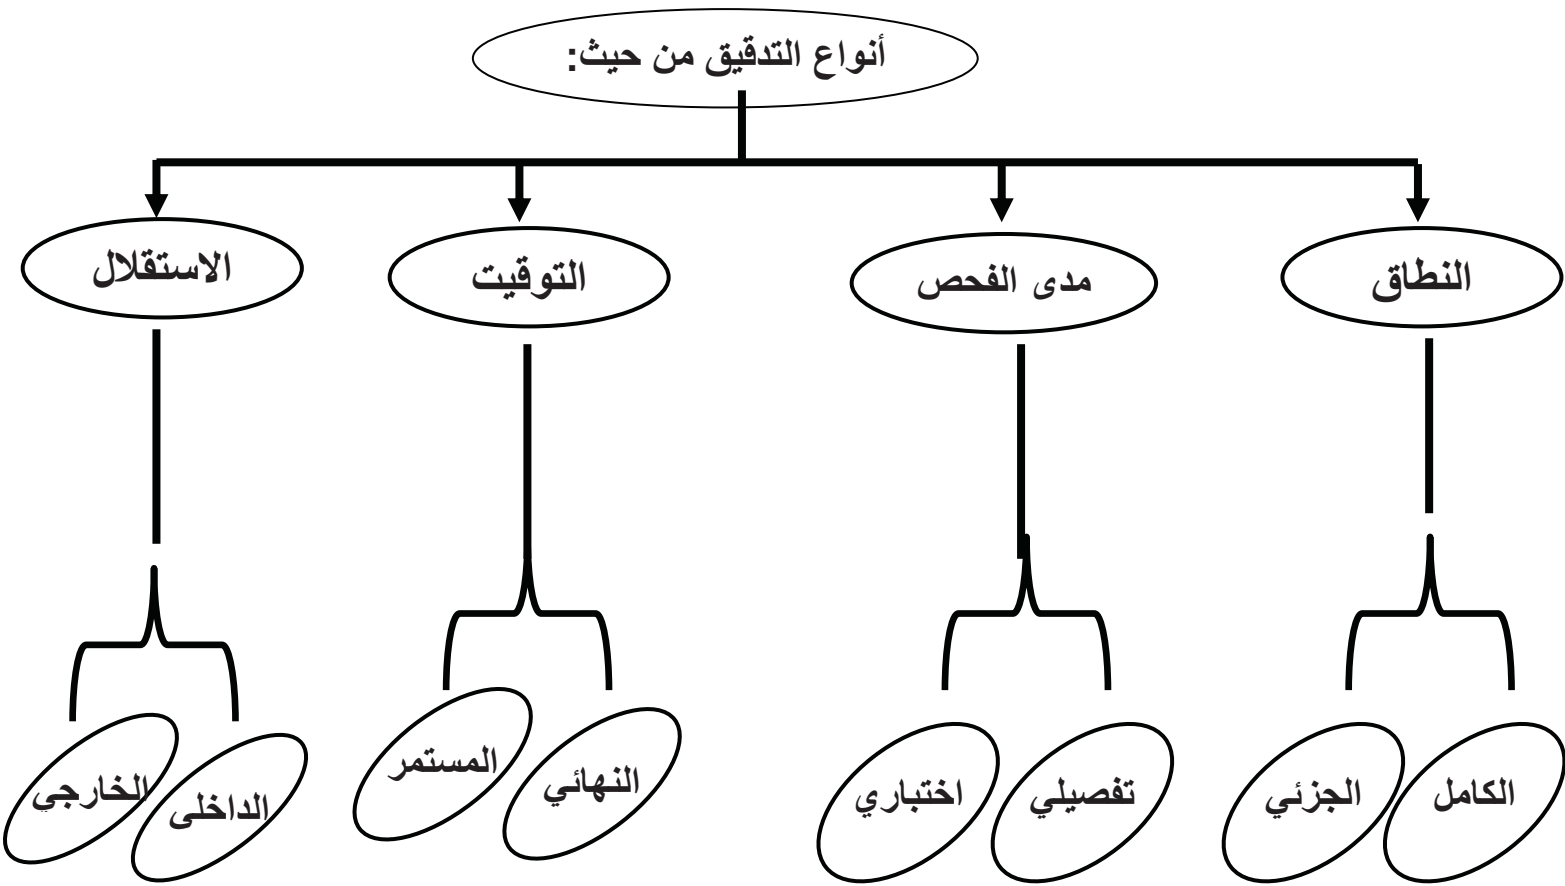 أنواع التدقيق من حيث:
النطاق
مدى الفحص
التوقيت
الاستقلال
الكامل
الجزئي
تفصيلي
اختباري
النهائي
المستمر
الداخلى
الخارجي